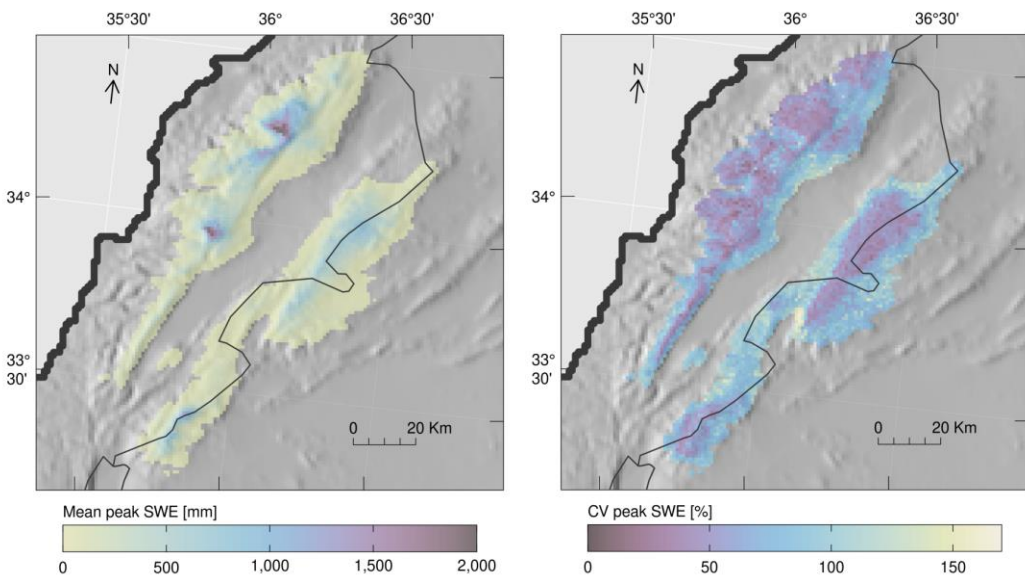 35°30' 36° 36°30' 35°30' 36° 36°30'
N N
34° 34°
33° 33°
30' 30'
0 20 Km 0 20 Km
Mean peak SWE [mm] CV peak SWE [%]
0 500 1,000 1,500 2,000 0 50 100 150